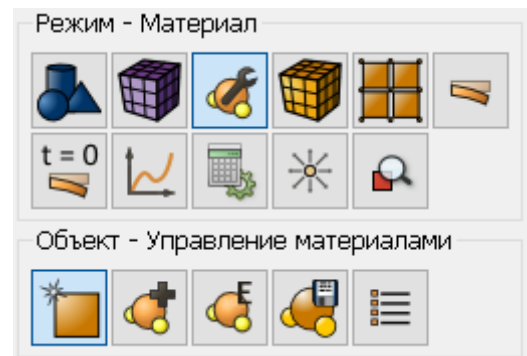 Режим - Материал
t = 0
Объект - Управление материалами
E